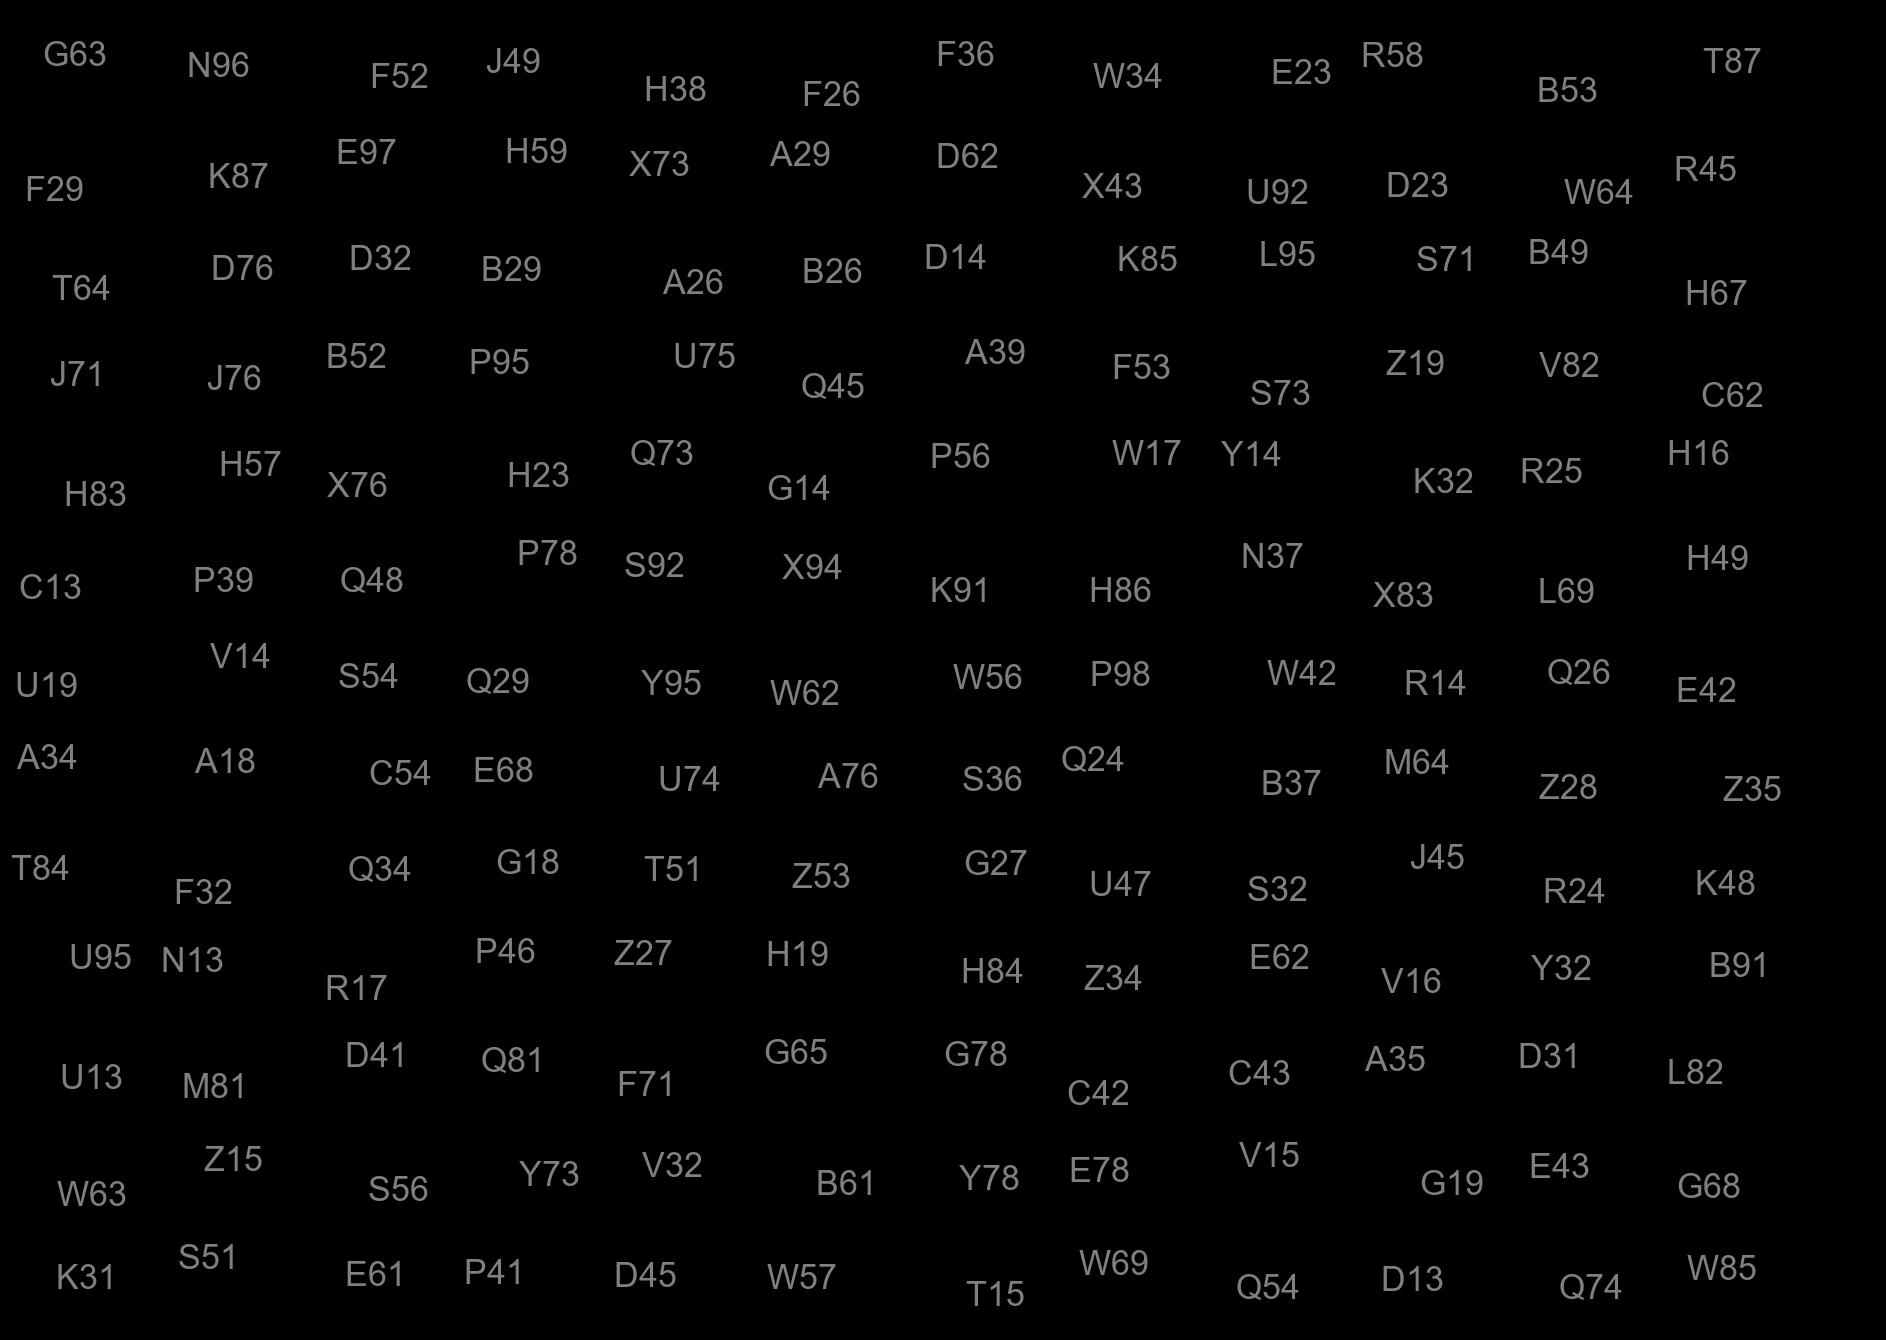 G63 N96 F52 J49 H38 F26 F36 W34 E23 R58 B53 T87
F29 K87 E97 H59 X73 A29 D62 X43 U92 D23 W64 R45
T64 D76 D32 B29 A26 B26 D14 K85 L95 S71 B49 H67
J71 J76 B52 P95 U75 Q45 A39 F53 S73 Z19 V82 C62
H83 H57 X76 H23 Q73 G14 P56 W17 Y14 K32 R25 H16
C13 P39 Q48 P78 S92 X94 K91 H86 N37 X83 L69 H49
U19 V14 S54 Q29 Y95 W62 W56 P98 W42 R14 Q26 E42
A34 A18 C54 E68 U74 A76 S36 Q24 B37 M64 Z28 Z35
T84 F32 Q34 G18 T51 Z53 G27 U47 S32 J45 R24 K48
U95 N13 R17 P46 Z27 H19 H84 Z34 E62 V16 Y32 B91
U13 M81 D41 Q81 F71 G65 G78 C42 C43 A35 D31 L82
W63 Z15 S56 Y73 V32 B61 Y78 E78 V15 G19 E43 G68
K31 S51 E61 P41 D45 W57 T15 W69 Q54 D13 Q74 W85